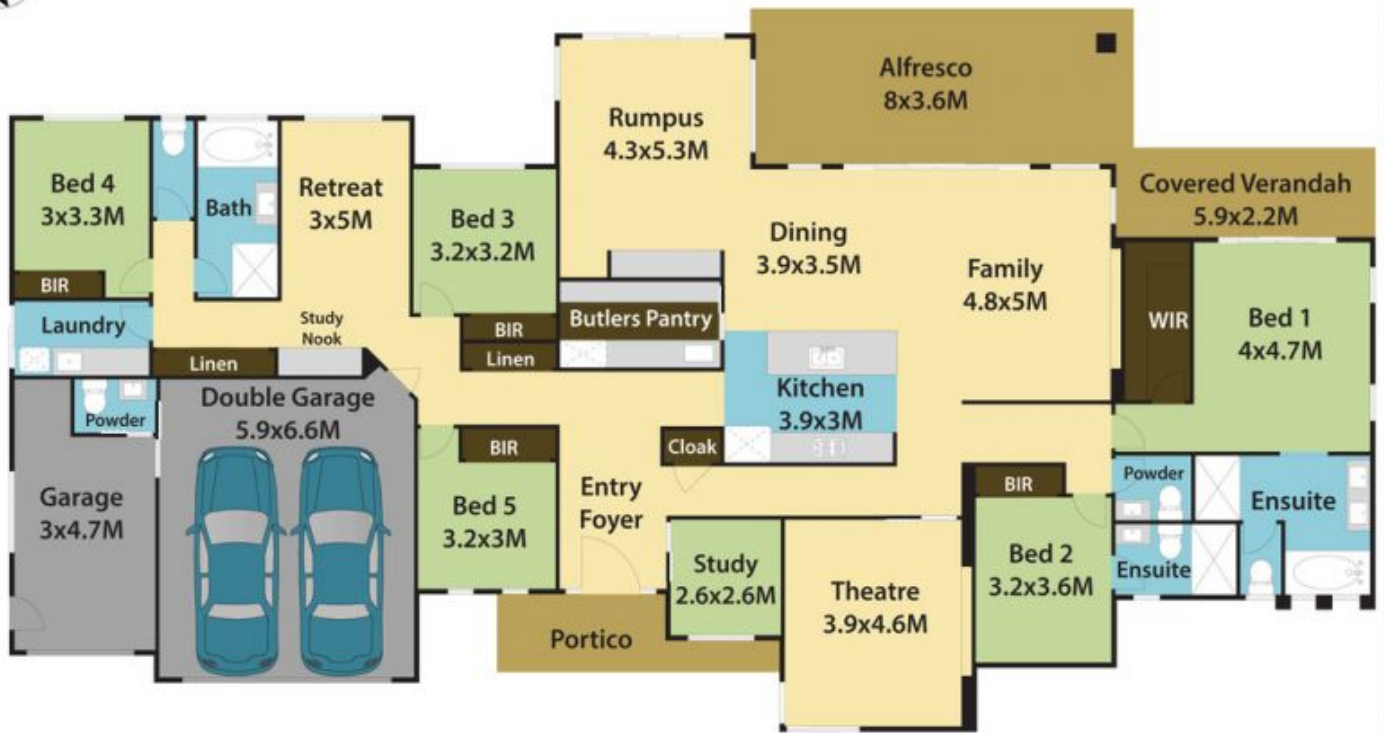 Alfresco
8x3.6M
Rumpus
4.3x5.3M
Bed 4
3x3.3M
Bath
Retreat
3x5M
Bed 3
3.2x3.2M
Covered Verandah
5.9x2.2M
Dining
3.9x3.5M
Family
4.8x5M
BIR
Laundry
Study
Nook
BIR
Butlers Pantry
WIR
Bed 1
4x4.7M
Linen
Linen
Kitchen
3.9x3M
Powder
Double Garage
5.9x6.6M
BIR
Cloak
Garage
3x4.7M
Bed 5
3.2x3M
Entry
Foyer
BIR
Powder
Ensuite
Study
2.6x2.6M
Theatre
3.9x4.6M
Bed 2
3.2x3.6M
Ensuite
Portico